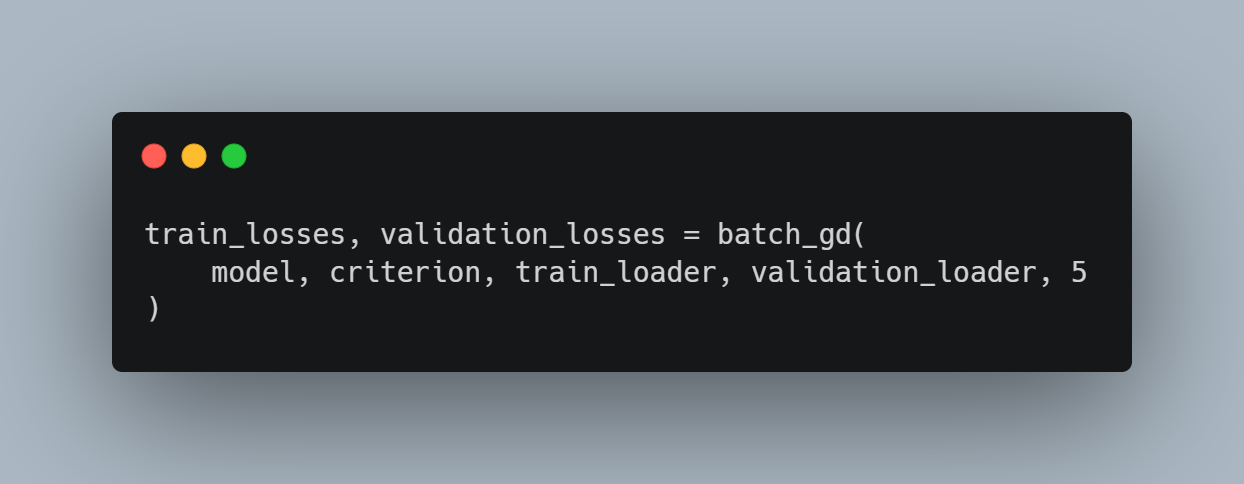 train_losses, validation_losses = batch_gd(
    model, criterion, train_loader, validation_loader, 5
)